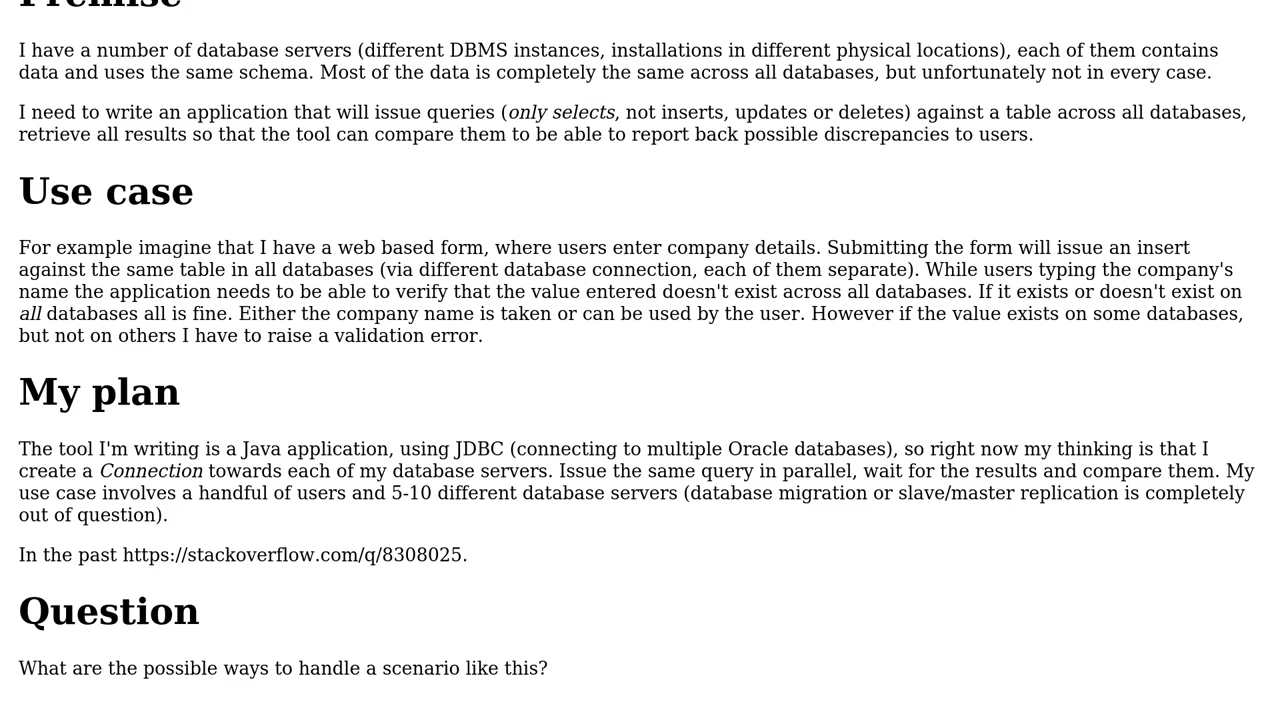 Premise
I have a number of database servers (different DBMS instances, installations in different physical locations), each of them contains
data and uses the same schema. Most of the data is completely the same across all databases, but unfortunately not in every case.
I need to write an application that will issue queries (only selects, not inserts, updates or deletes) against a table across all databases,
retrieve all results so that the tool can compare them to be able to report back possible discrepancies to users.
Use case
For example imagine that I have a web based form, where users enter company details. Submitting the form will issue an insert
against the same table in all databases (via different database connection, each of them separate). While users typing the company's
name the application needs to be able to verify that the value entered doesn't exist across all databases. If it exists or doesn't exist on
all databases all is fine. Either the company name is taken or can be used by the user. However if the value exists on some databases,
but not on others I have to raise a validation error.
My plan
The tool I'm writing is a Java application, using JDBC (connecting to multiple Oracle databases), so right now my thinking is that I
create a Connection towards each of my database servers. Issue the same query in parallel, wait for the results and compare them. My
use case involves a handful of users and 5-10 different database servers (database migration or slave/master replication is completely
out of question).
In the past https://stackoverflow.com/q/8308025.
Question
What are the possible ways to handle a scenario like this?